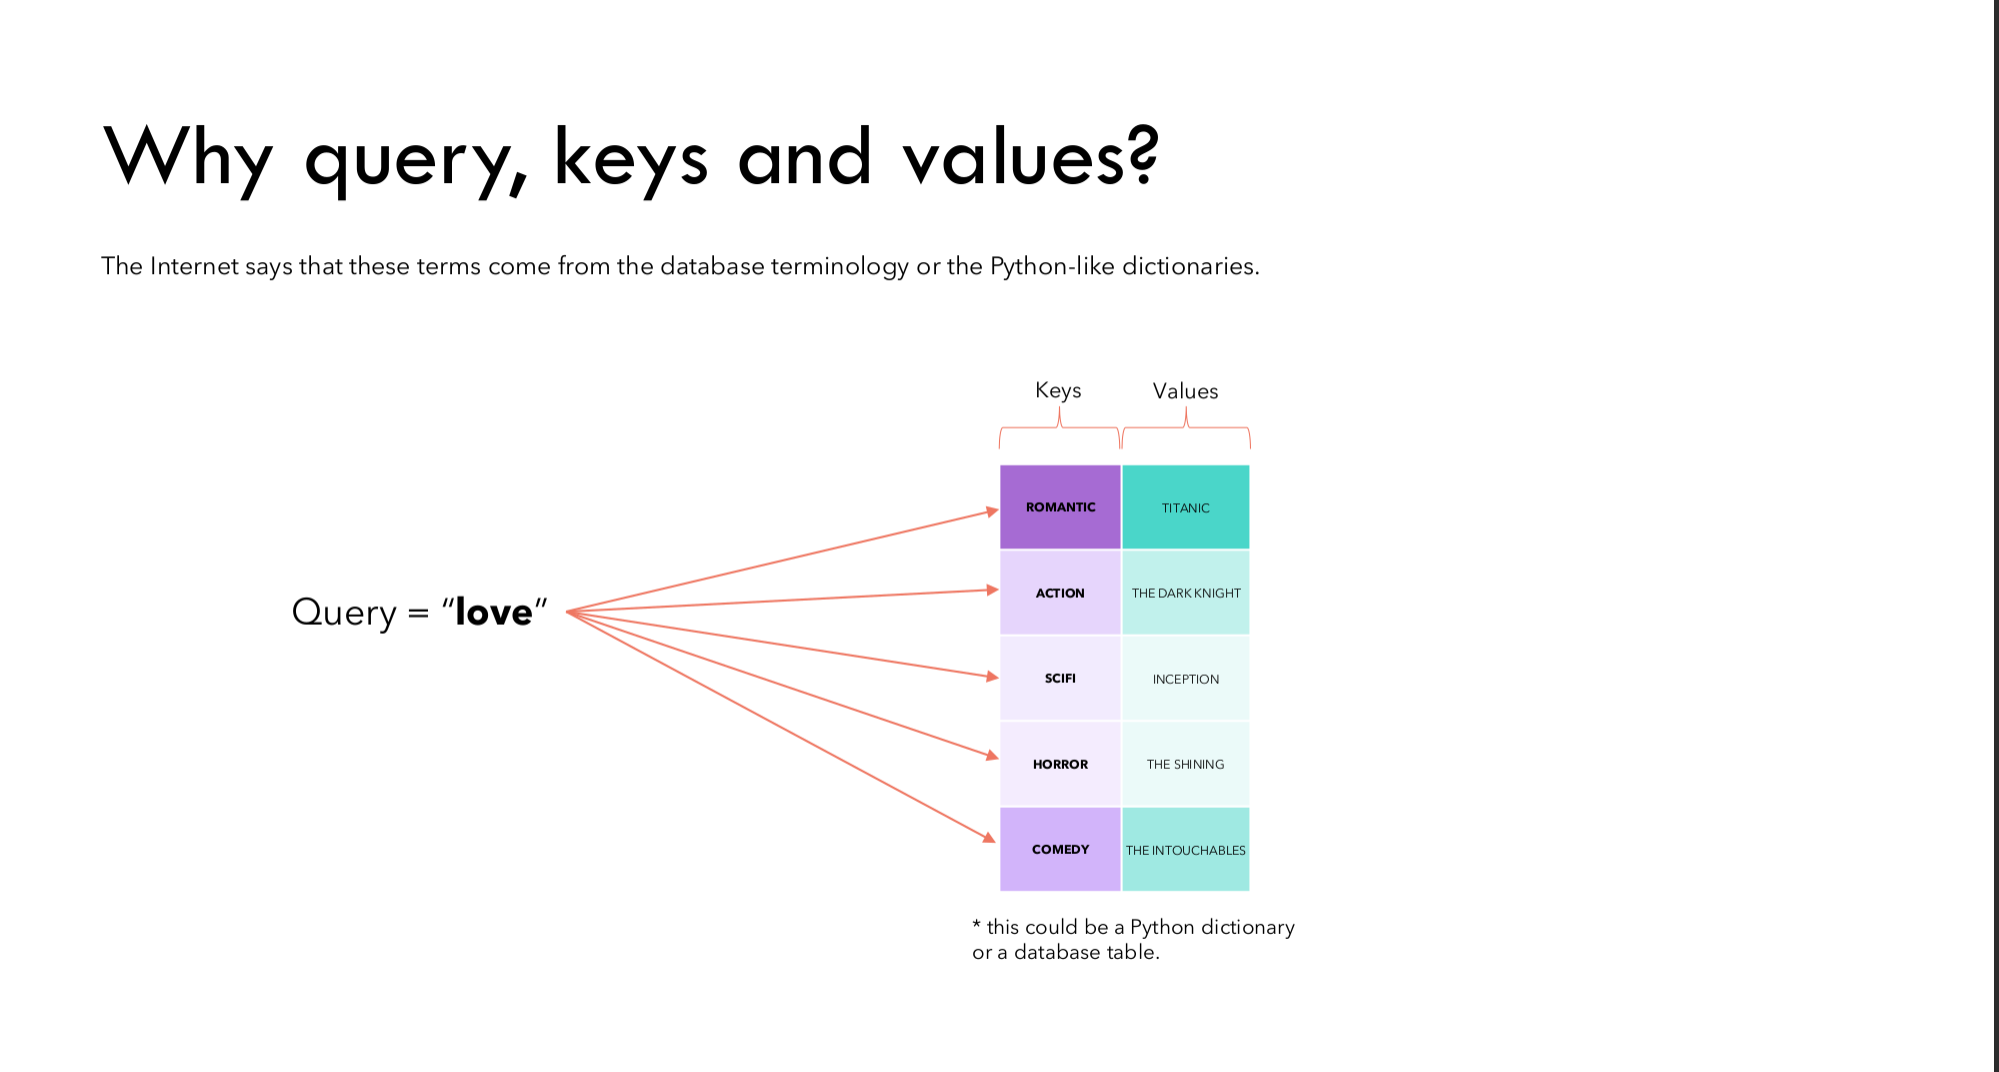 Why query, keys and values?
The Internet says that these terms come from the database terminology or the Python-like dictionaries.
Keys Values
ROMANTIC TITANIC
ACTION THE DARK KNIGHT
Query = “love”
SCIFI INCEPTION
HORROR THE SHINING
COMEDY THE INTOUCHABLES
* this could be a Python dictionary
or a database table.